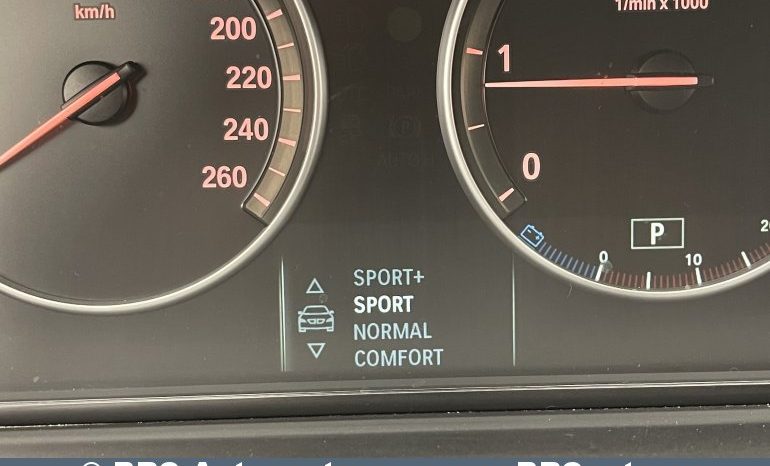 km/h
200
220
240
260
1/min x 1000
1
0
P
0
10
SPORT+
SPORT
NORMAL
COMFORT